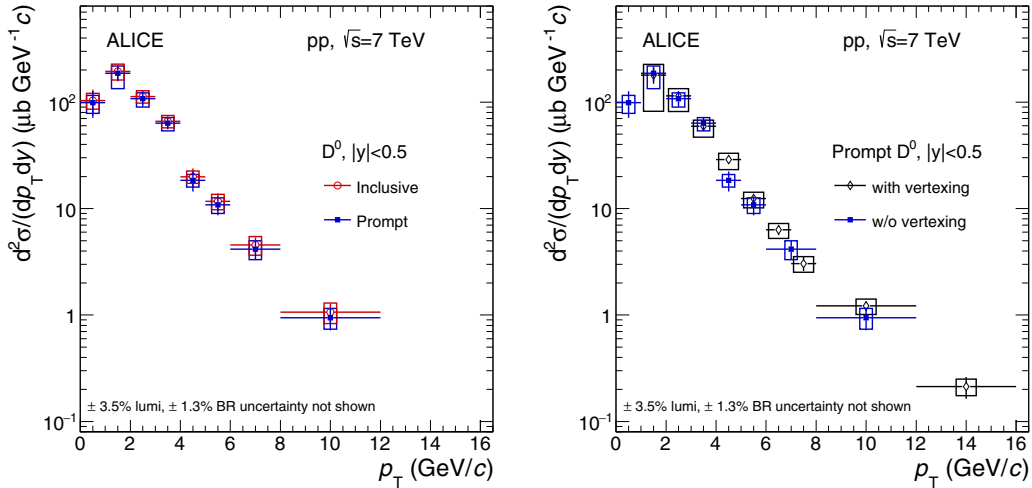 ALICE
pp, √s=7 TeV
d²σ/(dp_T dy) (μb GeV⁻¹c)
10²
10
1
10⁻¹
D⁰, |y|<0.5
Inclusive
Prompt
± 3.5% lumi, ± 1.3% BR uncertainty not shown
0 2 4 6 8 10 12 14 16
p_T (GeV/c)
ALICE
pp, √s=7 TeV
d²σ/(dp_T dy) (μb GeV⁻¹c)
10²
10
1
10⁻¹
Prompt D⁰, |y|<0.5
with vertexing
w/o vertexing
± 3.5% lumi, ± 1.3% BR uncertainty not shown
0 2 4 6 8 10 12 14 16
p_T (GeV/c)